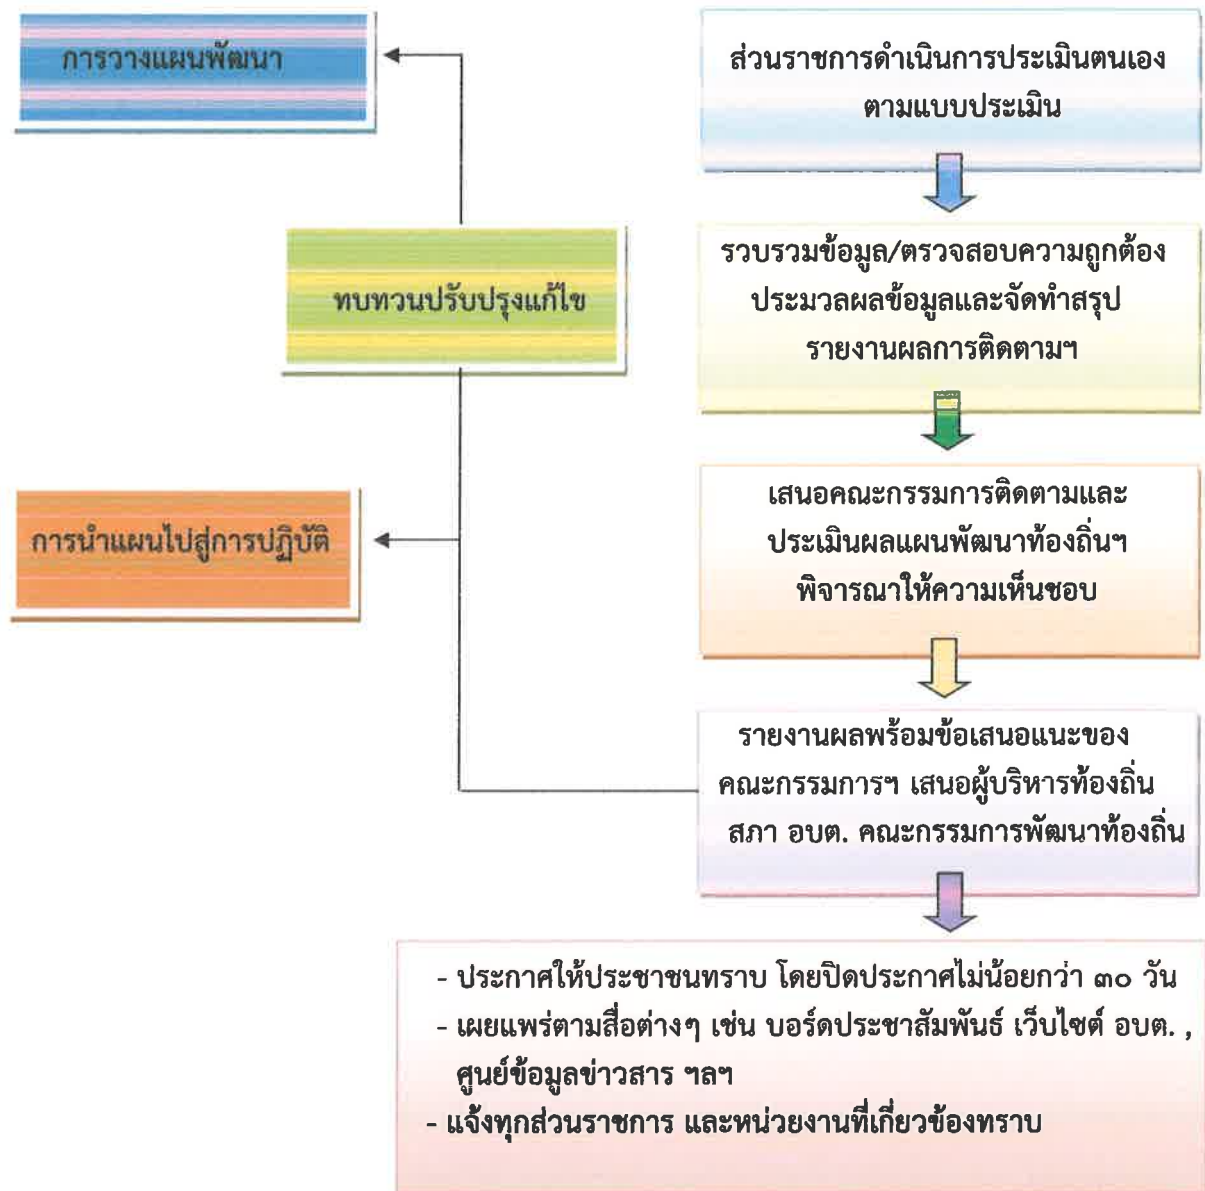 การวางแผนพัฒนา
ส่วนราชการดำเนินการประเมินตนเอง
ตามแบบประเมิน
ทบทวนปรับปรุงแก้ไข
รวบรวมข้อมูล/ตรวจสอบความถูกต้อง
ประมวลผลข้อมูลและจัดทำสรุป
รายงานผลการติดตามฯ
การนำแผนไปสู่การปฏิบัติ
เสนอคณะกรรมการติดตามและ
ประเมินผลแผนพัฒนาท้องถิ่นฯ
พิจารณาให้ความเห็นชอบ
รายงานผลพร้อมข้อเสนอแนะของ
คณะกรรมการฯ เสนอผู้บริหารท้องถิ่น
สภา อบต. คณะกรรมการพัฒนาท้องถิ่น
- ประกาศให้ประชาชนทราบ โดยปิดประกาศไม่น้อยกว่า ๓๐ วัน
- เผยแพร่ตามสื่อต่างๆ เช่น บอร์ดประชาสัมพันธ์ เว็บไซต์ อบต. ,
ศูนย์ข้อมูลข่าวสาร ฯลฯ
- แจ้งทุกส่วนราชการ และหน่วยงานที่เกี่ยวข้องทราบ